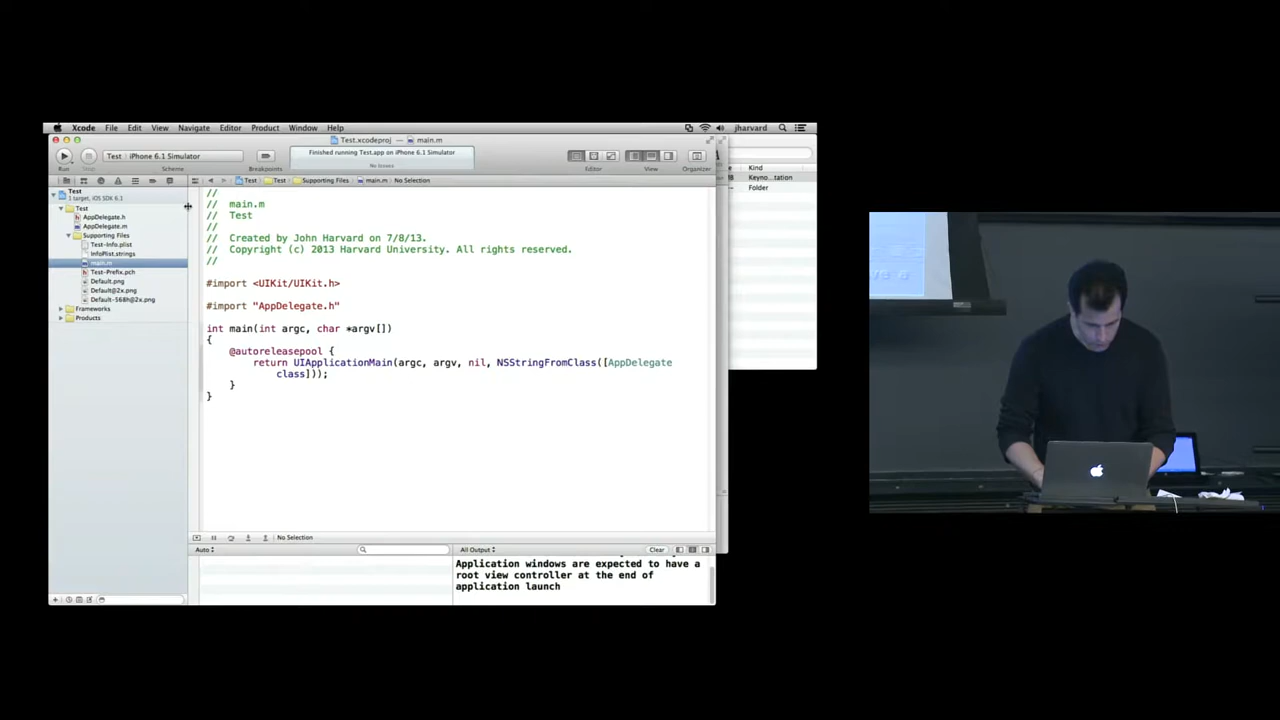 Xcode File Edit View Navigate Editor Product Window Help jharvard
Test.xcodeproj — main.m
Test iPhone 6.1 Simulator
Finished running Test.app on iPhone 6.1 Simulator
No Issues
Run Stop Scheme Breakpoints Editor View Organizer
Kind
Keyno...tation
Folder
Test Test Supporting Files main.m No Selection
Test
1 target, iOS SDK 6.1
Test
AppDelegate.h
AppDelegate.m
Supporting Files
Test-Info.plist
InfoPlist.strings
main.m
Test-Prefix.pch
Default.png
Default@2x.png
Default-568h@2x.png
Frameworks
Products
//
// main.m
// Test
//
// Created by John Harvard on 7/8/13.
// Copyright (c) 2013 Harvard University. All rights reserved.
//
#import <UIKit/UIKit.h>
#import "AppDelegate.h"
int main(int argc, char *argv[])
{
@autoreleasepool {
return UIApplicationMain(argc, argv, nil, NSStringFromClass([AppDelegate
class]));
}
}
No Selection
Auto All Output Clear
Application windows are expected to have a
root view controller at the end of
application launch